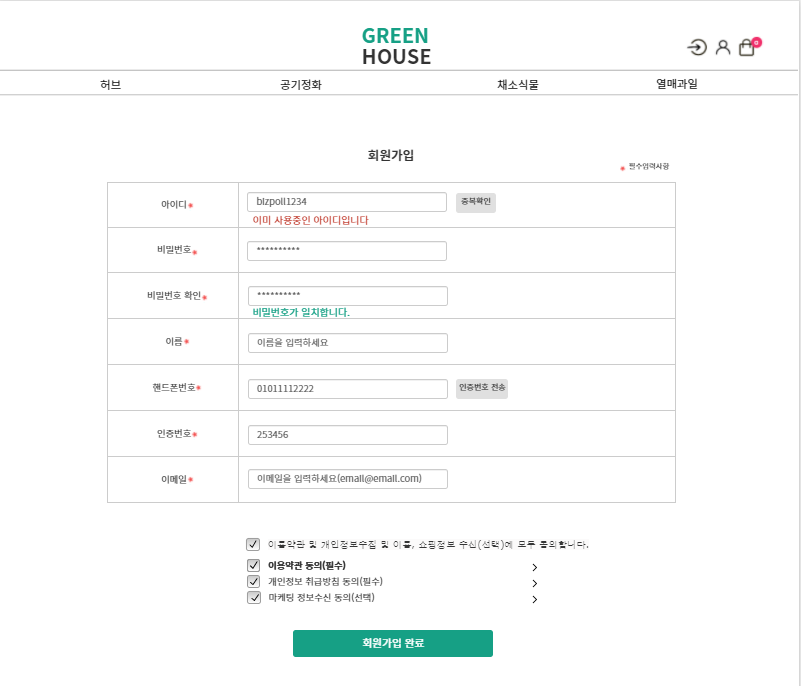 GREEN
HOUSE
0
허브 공기정화 채소식물 열매과일
회원가입
* 필수입력사항
아이디* bizpoll1234 중복확인
이미 사용중인 아이디입니다
비밀번호* **********
비밀번호 확인* **********
비밀번호가 일치합니다.
이름* 이름을 입력하세요
핸드폰번호* 01011112222 인증번호 전송
인증번호* 253456
이메일* 이메일을 입력하세요(email@email.com)
이용약관 및 개인정보수집 및 이용, 쇼핑정보 수신(선택)에 모두 동의합니다.
이용약관 동의(필수) >
개인정보 취급방침 동의(필수) >
마케팅 정보수신 동의(선택) >
회원가입 완료